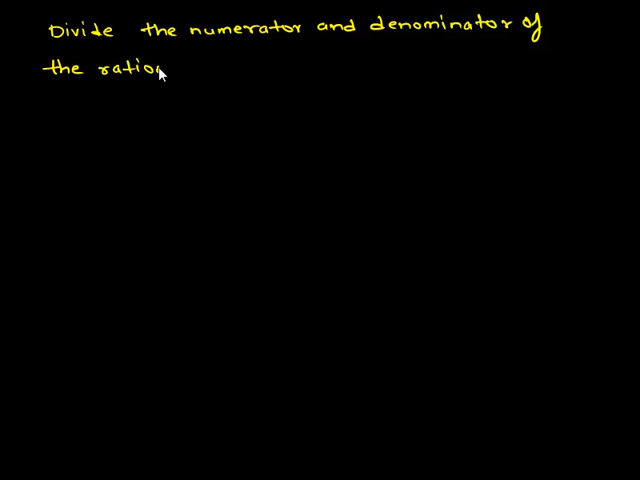 Divide the numerator and denominator of
the ratio